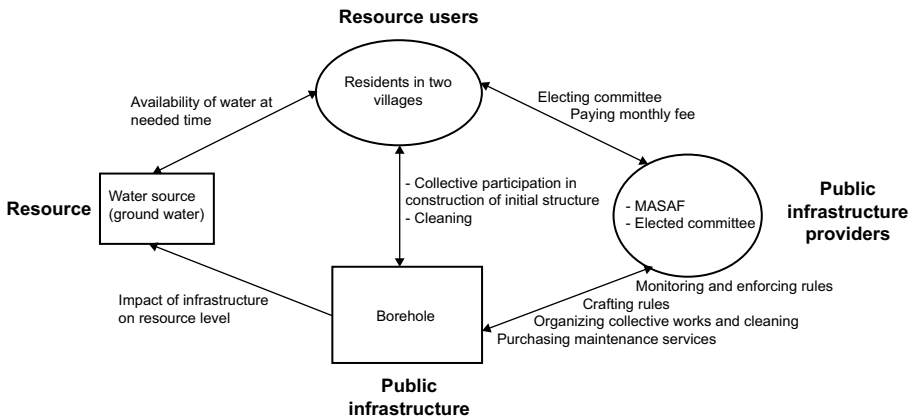 Resource users
Residents in two
villages
Availability of water at
needed time
Electing committee
Paying monthly fee
Resource
Water source
(ground water)
- Collective participation in
construction of initial structure
- Cleaning
- MASAF
- Elected committee
Public
infrastructure
providers
Impact of infrastructure
on resource level
Borehole
Monitoring and enforcing rules
Crafting rules
Organizing collective works and cleaning
Purchasing maintenance services
Public
infrastructure